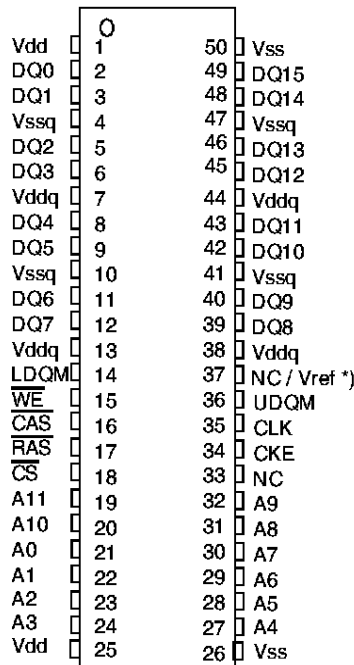 Vdd 1 50 Vss
DQ0 2 49 DQ15
DQ1 3 48 DQ14
Vssq 4 47 Vssq
DQ2 5 46 DQ13
DQ3 6 45 DQ12
Vddq 7 44 Vddq
DQ4 8 43 DQ11
DQ5 9 42 DQ10
Vssq 10 41 Vssq
DQ6 11 40 DQ9
DQ7 12 39 DQ8
Vddq 13 38 Vddq
LDQM 14 37 NC / Vref *)
WE 15 36 UDQM
CAS 16 35 CLK
RAS 17 34 CKE
CS 18 33 NC
A11 19 32 A9
A10 20 31 A8
A0 21 30 A7
A1 22 29 A6
A2 23 28 A5
A3 24 27 A4
Vdd 25 26 Vss